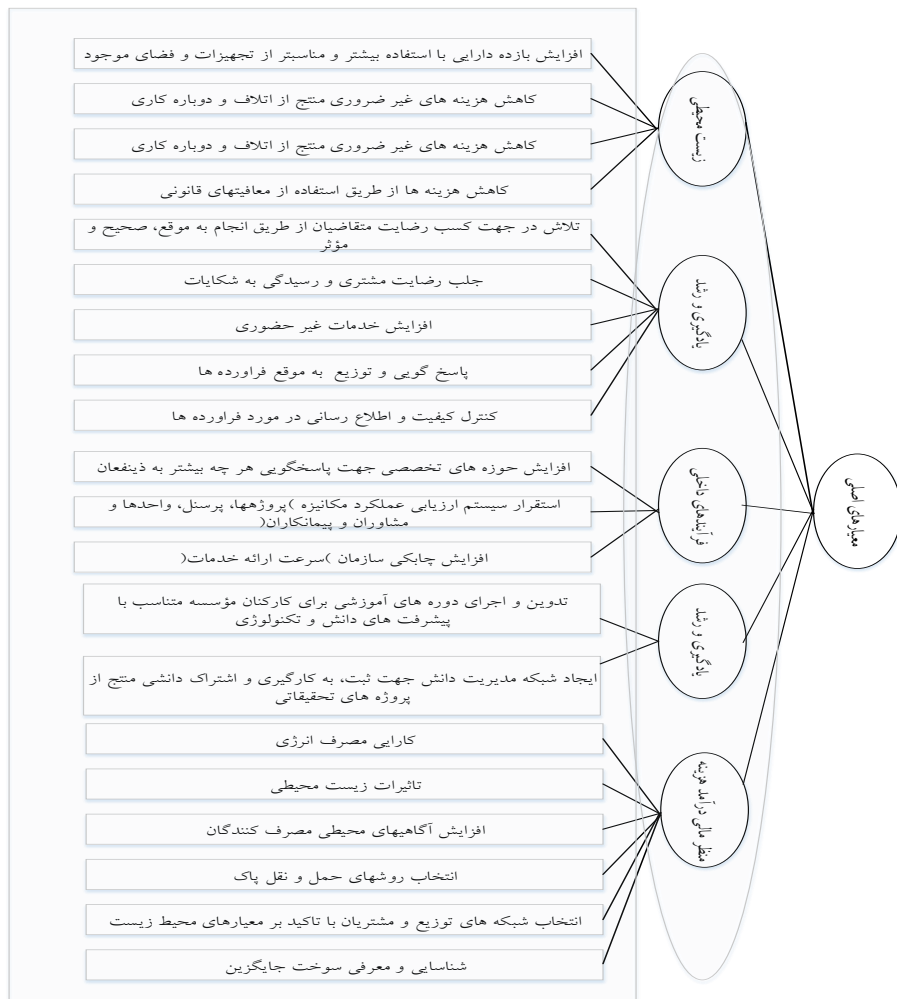 معیارهای اصلی
زیست محیطی
افزایش بازده دارایی با استفاده بیشتر و مناسبتر از تجهیزات و فضای موجود
کاهش هزینه های غیر ضروری منتج از اتلاف و دوباره کاری
کاهش هزینه های غیر ضروری منتج از اتلاف و دوباره کاری
کاهش هزینه ها از طریق استفاده از معافیتهای قانونی
یادگیری و رشد
تلاش در جهت کسب رضایت متقاضیان از طریق انجام به موقع، صحیح و
مؤثر
جلب رضایت مشتری و رسیدگی به شکایات
افزایش خدمات غیر حضوری
پاسخ گویی و توزیع به موقع فراورده ها
کنترل کیفیت و اطلاع رسانی در مورد فراورده ها
فرآیندهای داخلی
افزایش حوزه های تخصصی جهت پاسخگویی هر چه بیشتر به ذینفعان
استقرار سیستم ارزیابی عملکرد مکانیزه )پروژهها، پرسنل، واحدها و
مشاوران و پیمانکاران(
افزایش چابکی سازمان )سرعت ارائه خدمات(
یادگیری و رشد
تدوین و اجرای دوره های آموزشی برای کارکنان مؤسسه متناسب با
پیشرفت های دانش و تکنولوژی
ایجاد شبکه مدیریت دانش جهت ثبت، به کارگیری و اشتراک دانشی منتج از
پروژه های تحقیقاتی
منظر مالی درآمد هزینه
کارایی مصرف انرژی
تاثیرات زیست محیطی
افزایش آگاهیهای محیطی مصرف کنندگان
انتخاب روشهای حمل و نقل پاک
انتخاب شبکه های توزیع و مشتریان با تاکید بر معیارهای محیط زیست
شناسایی و معرفی سوخت جایگزین